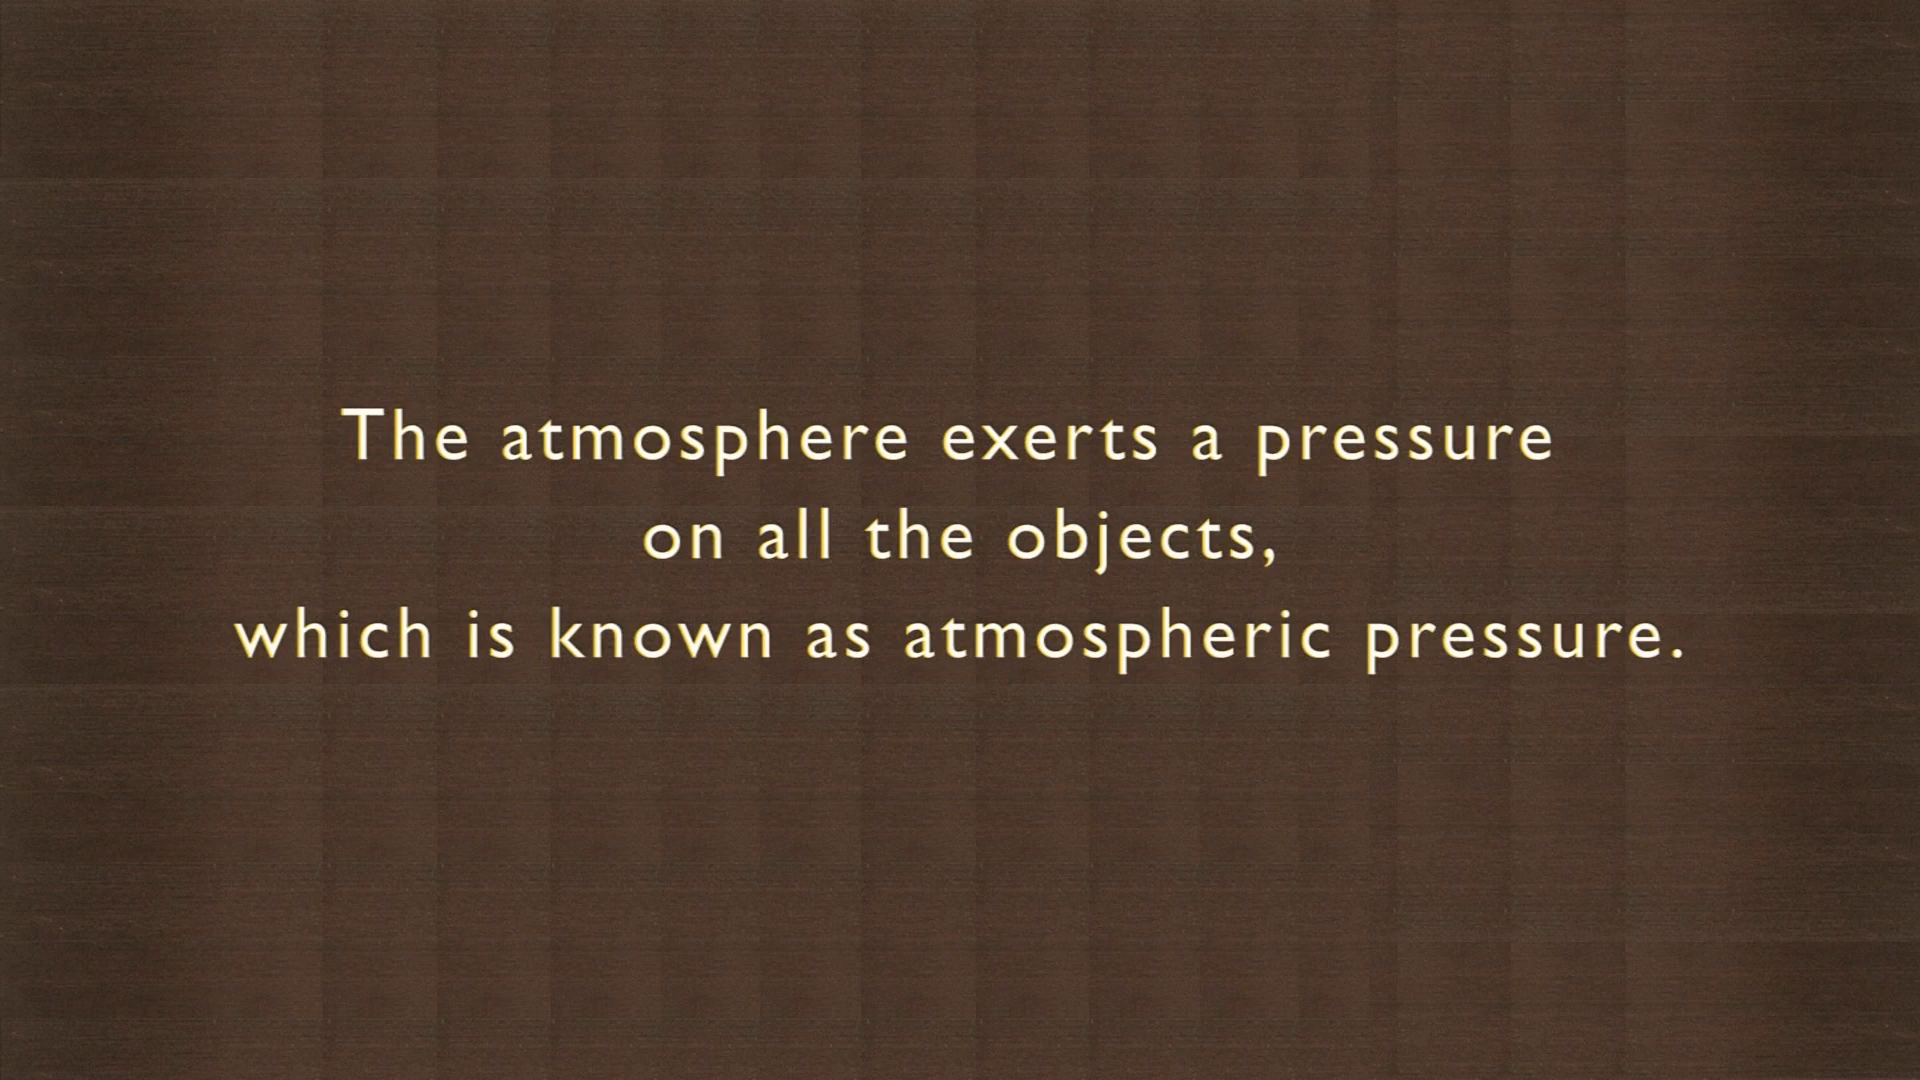 The atmosphere exerts a pressure
on all the objects,
which is known as atmospheric pressure.